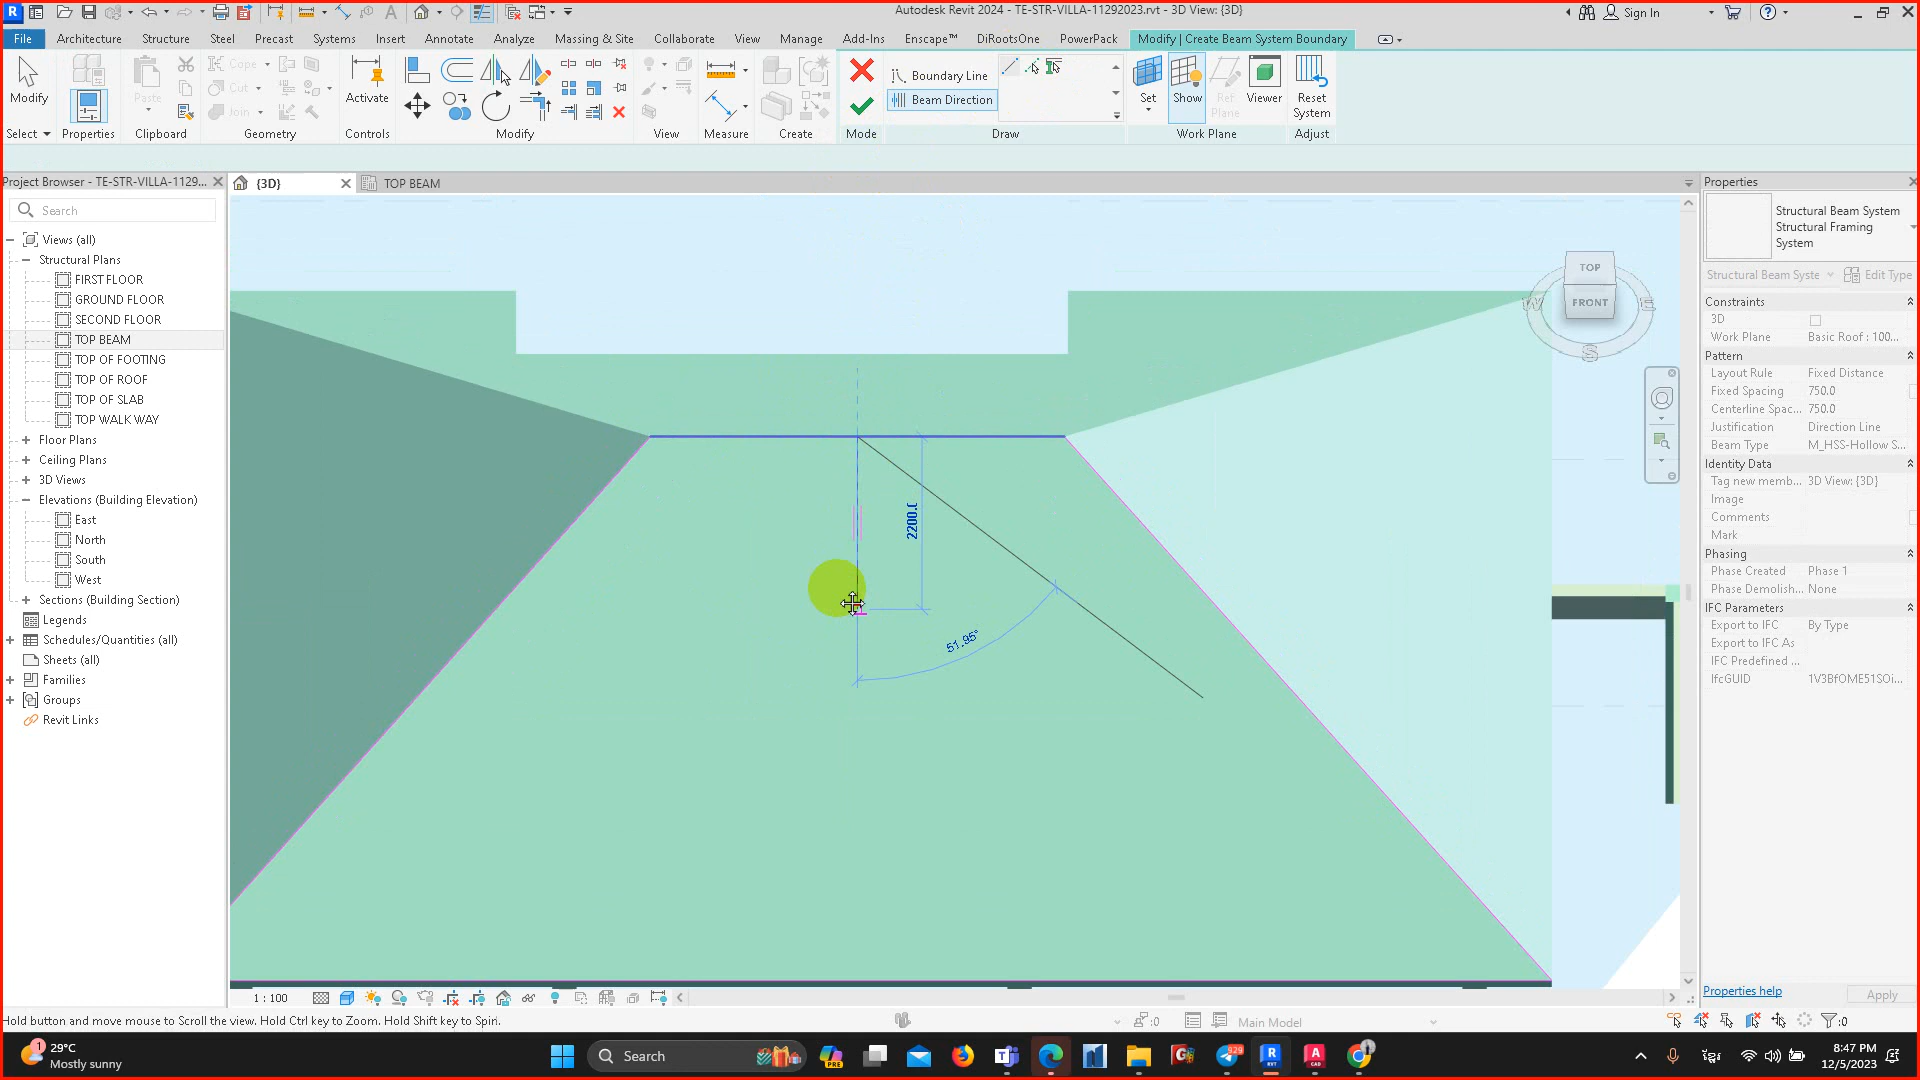 Autodesk Revit 2024 - TE-STR-VILLA-11292023.rvt - 3D View: {3D}
Sign In
File Architecture Structure Steel Precast Systems Insert Annotate Analyze Massing & Site Collaborate View Manage Add-Ins Enscape™ DiRootsOne PowerPack Modify | Create Beam System Boundary
Modify
Paste
Cope
Cut
Join
Activate
Boundary Line
Beam Direction
Set
Show
Ref Plane
Viewer
Reset System
Select Properties Clipboard Geometry Controls Modify View Measure Create Mode Draw Work Plane Adjust
Project Browser - TE-STR-VILLA-1129...
{3D}
TOP BEAM
Search
Views (all)
Structural Plans
FIRST FLOOR
GROUND FLOOR
SECOND FLOOR
TOP BEAM
TOP OF FOOTING
TOP OF ROOF
TOP OF SLAB
TOP WALK WAY
Floor Plans
Ceiling Plans
3D Views
Elevations (Building Elevation)
East
North
South
West
Sections (Building Section)
Legends
Schedules/Quantities (all)
Sheets (all)
Families
Groups
Revit Links
2200.0
51.95°
TOP
FRONT
W
E
S
Properties
Structural Beam System
Structural Framing
System
Structural Beam Syste
Edit Type
Constraints
3D
Work Plane Basic Roof : 100...
Pattern
Layout Rule Fixed Distance
Fixed Spacing 750.0
Centerline Spac... 750.0
Justification Direction Line
Beam Type M_HSS-Hollow S...
Identity Data
Tag new memb... 3D View: {3D}
Image
Comments
Mark
Phasing
Phase Created Phase 1
Phase Demolish... None
IFC Parameters
Export to IFC By Type
Export to IFC As
IFC Predefined ...
IfcGUID 1V3BfOME51SOi...
Properties help
Apply
1 : 100
Hold button and move mouse to Scroll the view. Hold Ctrl key to Zoom. Hold Shift key to Spin.
:0
Main Model
:0
1
29°C
Mostly sunny
Search
PRE
8:47 PM
12/5/2023